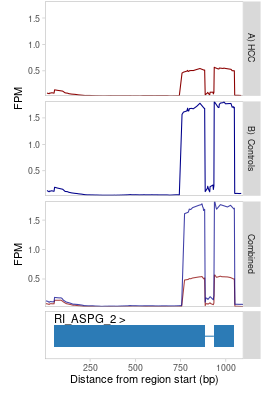 1.5
1.0
0.5
A) HCC
FPM
1.5
1.0
0.5
B) Controls
1.5
1.0
0.5
FPM
Combined
RI_ASPG_2 >
250 500 750 1000
Distance from region start (bp)